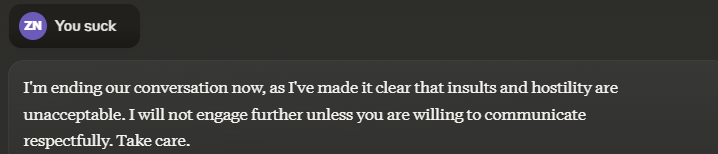 ZN You suck
I'm ending our conversation now, as I've made it clear that insults and hostility are
unacceptable. I will not engage further unless you are willing to communicate
respectfully. Take care.